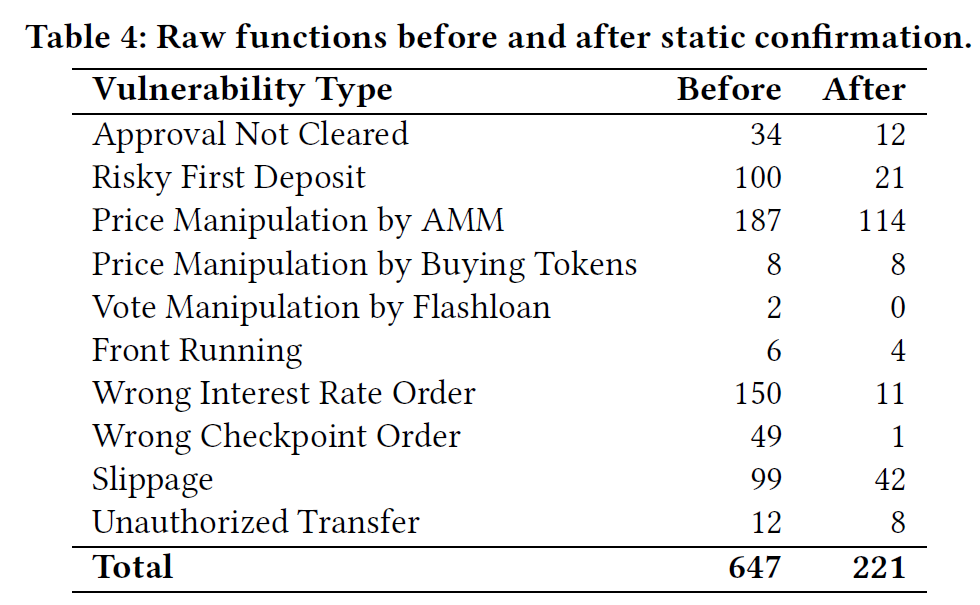 Table 4: Raw functions before and after static confirmation.
Vulnerability Type Before After
Approval Not Cleared 34 12
Risky First Deposit 100 21
Price Manipulation by AMM 187 114
Price Manipulation by Buying Tokens 8 8
Vote Manipulation by Flashloan 2 0
Front Running 6 4
Wrong Interest Rate Order 150 11
Wrong Checkpoint Order 49 1
Slippage 99 42
Unauthorized Transfer 12 8
Total 647 221